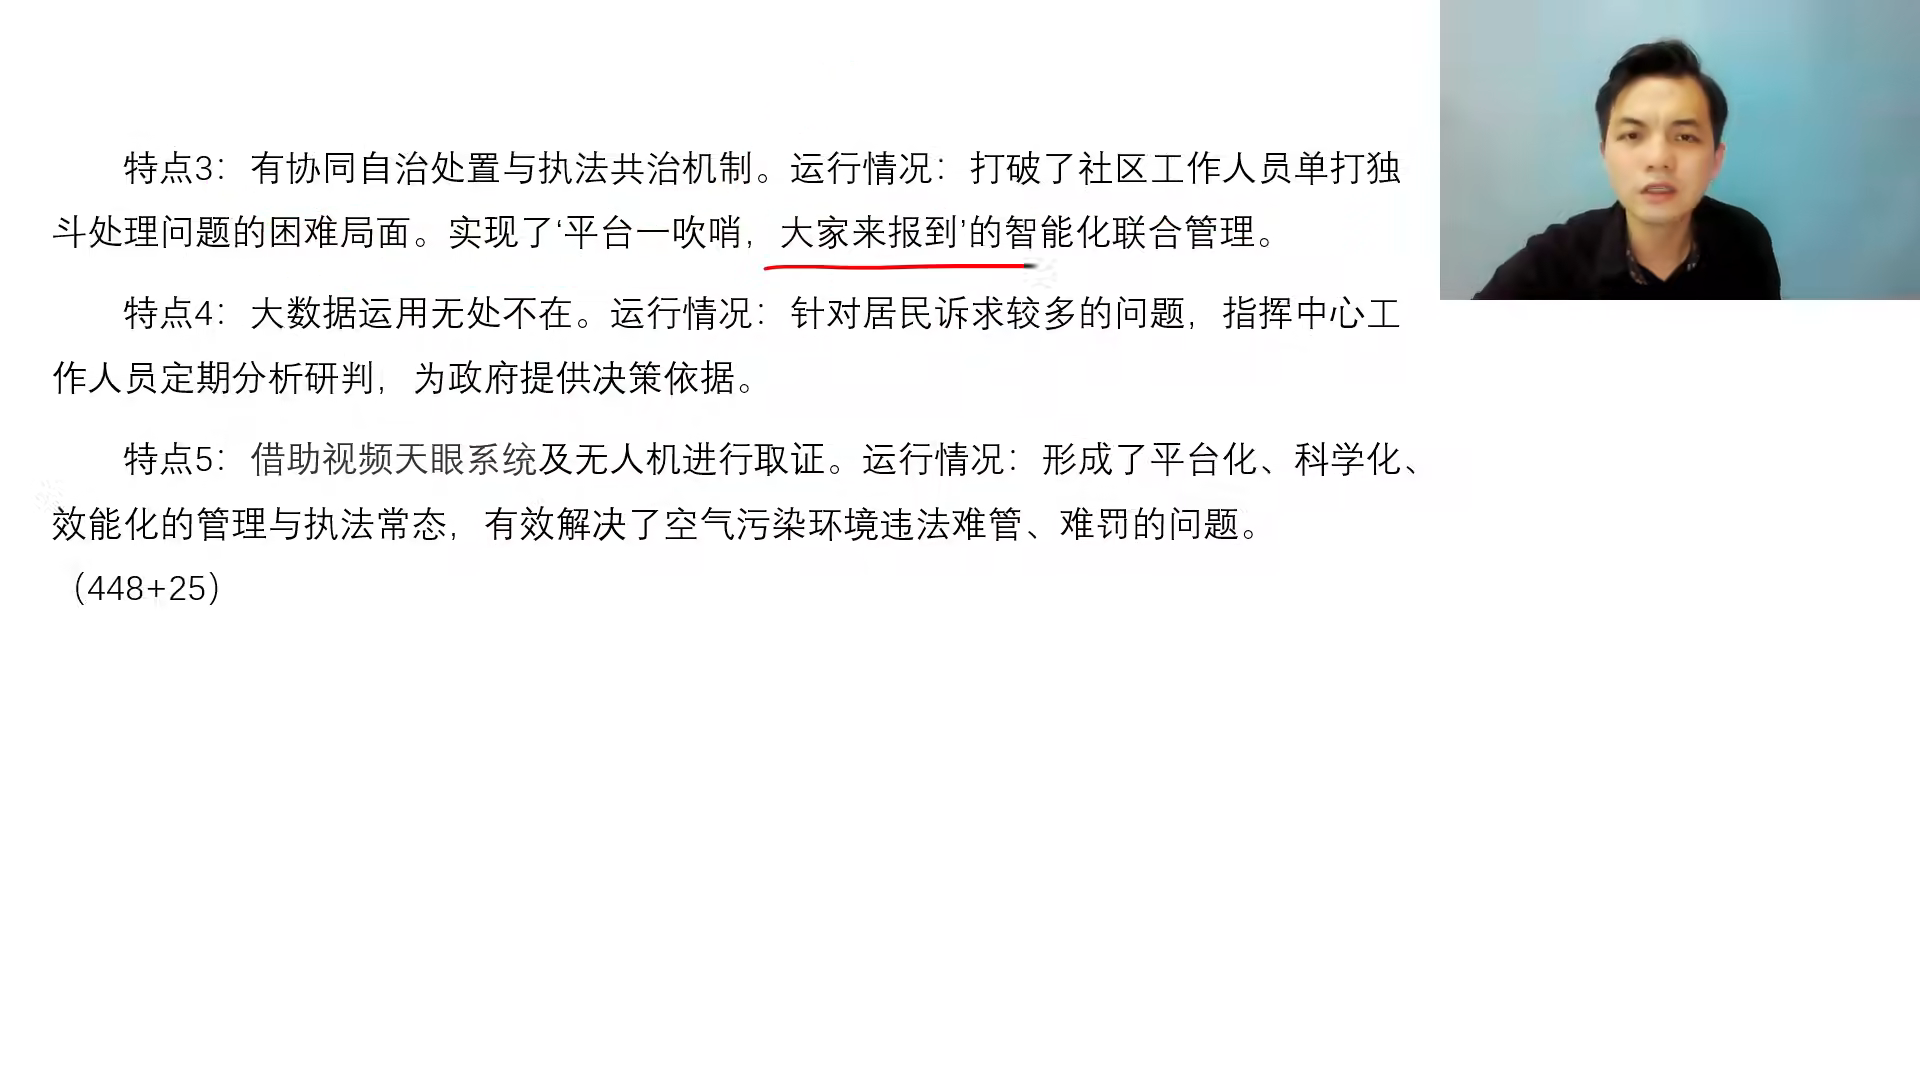 特点3：有协同自治处置与执法共治机制。运行情况：打破了社区工作人员单打独
斗处理问题的困难局面。实现了‘平台一吹哨，大家来报到’的智能化联合管理。
特点4：大数据运用无处不在。运行情况：针对居民诉求较多的问题，指挥中心工
作人员定期分析研判，为政府提供决策依据。
特点5：借助视频天眼系统及无人机进行取证。运行情况：形成了平台化、科学化、
效能化的管理与执法常态，有效解决了空气污染环境违法难管、难罚的问题。
（448+25）